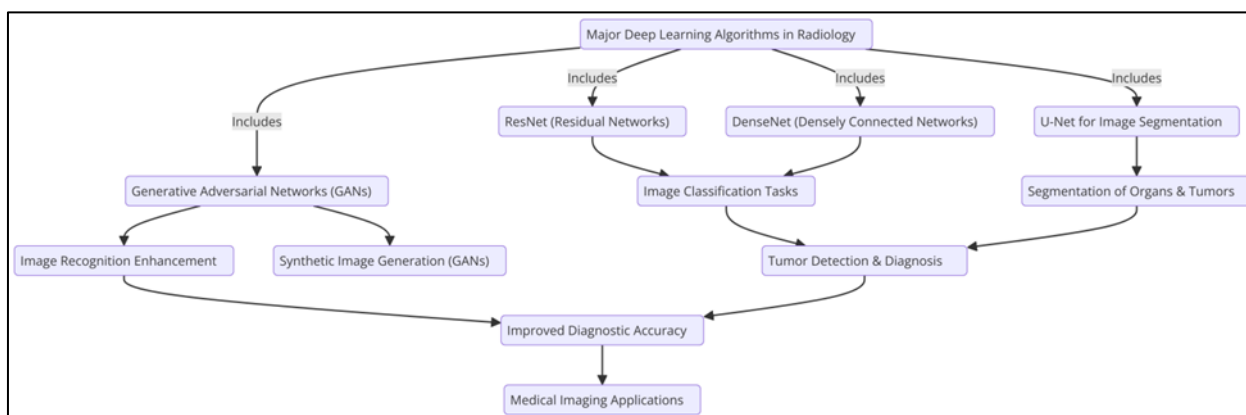 Major Deep Learning Algorithms in Radiology
Includes
Includes
Includes
Includes
ResNet (Residual Networks)
DenseNet (Densely Connected Networks)
U-Net for Image Segmentation
Generative Adversarial Networks (GANs)
Image Classification Tasks
Segmentation of Organs & Tumors
Image Recognition Enhancement
Synthetic Image Generation (GANs)
Tumor Detection & Diagnosis
Improved Diagnostic Accuracy
Medical Imaging Applications